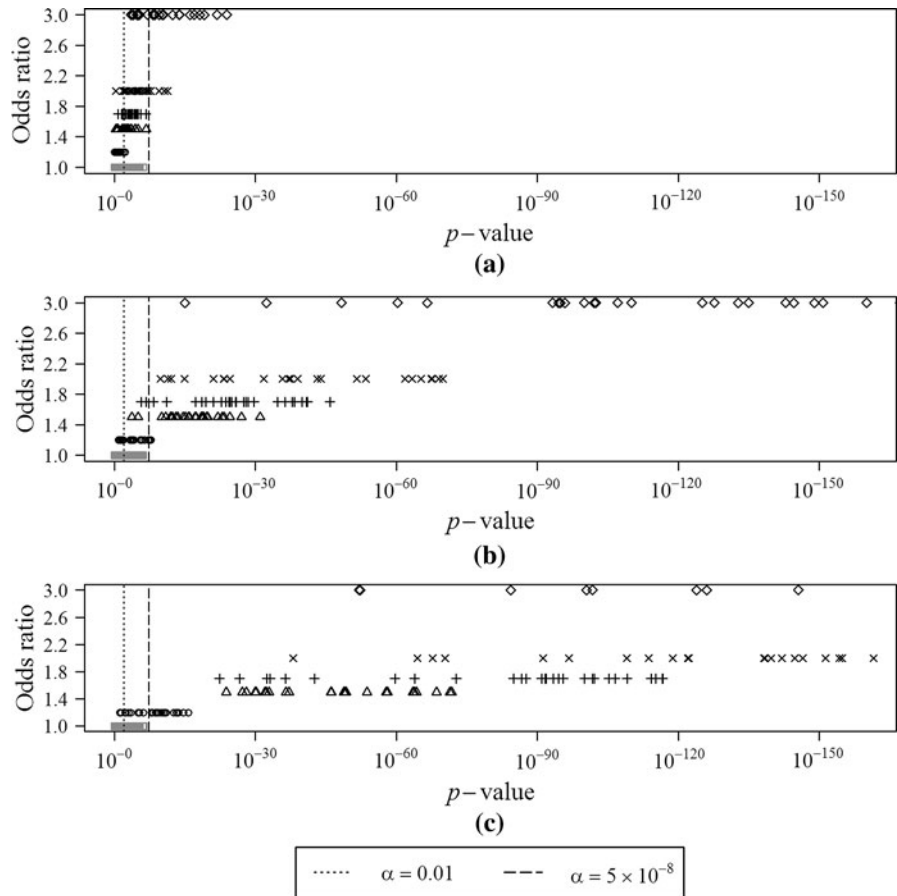 3.0
2.6
2.2
1.8
1.4
1.0
Odds ratio
10⁻⁰ 10⁻³⁰ 10⁻⁶⁰ 10⁻⁹⁰ 10⁻¹²⁰ 10⁻¹⁵⁰
p – value
(a)
3.0
2.6
2.2
1.8
1.4
1.0
Odds ratio
10⁻⁰ 10⁻³⁰ 10⁻⁶⁰ 10⁻⁹⁰ 10⁻¹²⁰ 10⁻¹⁵⁰
p – value
(b)
3.0
2.6
2.2
1.8
1.4
1.0
Odds ratio
10⁻⁰ 10⁻³⁰ 10⁻⁶⁰ 10⁻⁹⁰ 10⁻¹²⁰ 10⁻¹⁵⁰
p – value
(c)
α = 0.01 α = 5 × 10⁻⁸